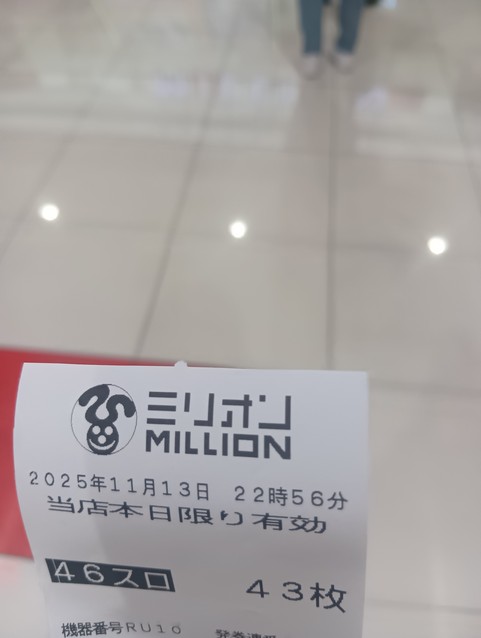 ミリオン
MILLION
2025年11月13日 22時56分
当店本日限り有効
46スロ 43枚
機器番号RU10